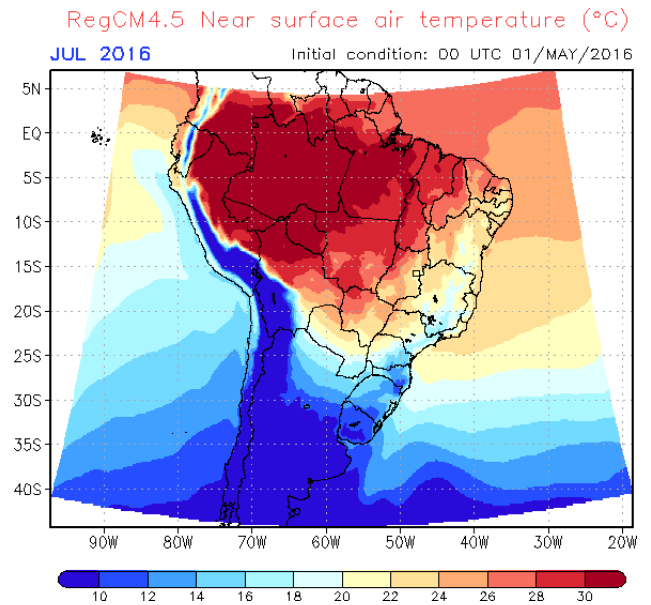 RegCM4.5 Near surface air temperature (°C)
JUL 2016 Initial condition: 00 UTC 01/MAY/2016
5N
EQ
5S
10S
15S
20S
25S
30S
35S
40S
90W 80W 70W 60W 50W 40W 30W 20W
10 12 14 16 18 20 22 24 26 28 30